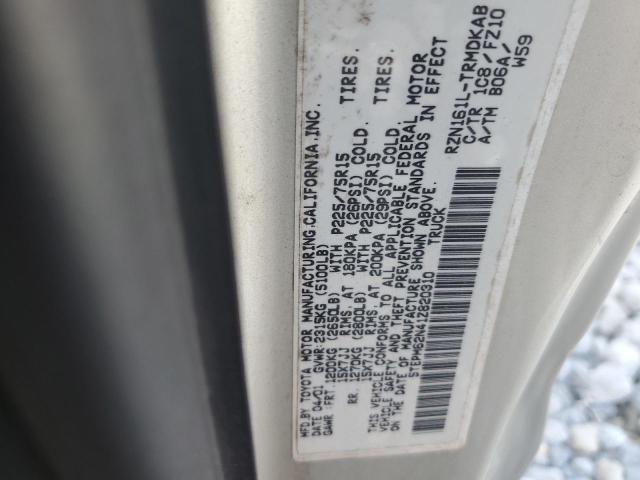 MFD.BY TOYOTA MOTOR MANUFACTURING,CALIFORNIA,INC.
DATE 04/01 GVWR:2315KG (5100LB)
GAWR : FRT. 1200KG (2650LB) WITH P225/75R15 TIRES.
15X7JJ RIMS, AT 180KPA (26PSI) COLD.
RR. 1270KG (2800LB) WITH P225/75R15 TIRES.
15X7JJ RIMS, AT 200KPA (29PSI) COLD.
THIS VEHICLE CONFORMS TO ALL APPLICABLE FEDERAL MOTOR
VEHICLE SAFETY AND THEFT PREVENTION STANDARDS IN EFFECT
ON THE DATE OF MANUFACTURE SHOWN ABOVE.
5TEPM62N41Z820310 TRUCK
RZN161L-TRMDKAB
C/TR 1C8/FZ10
A/TM B06A/
W59